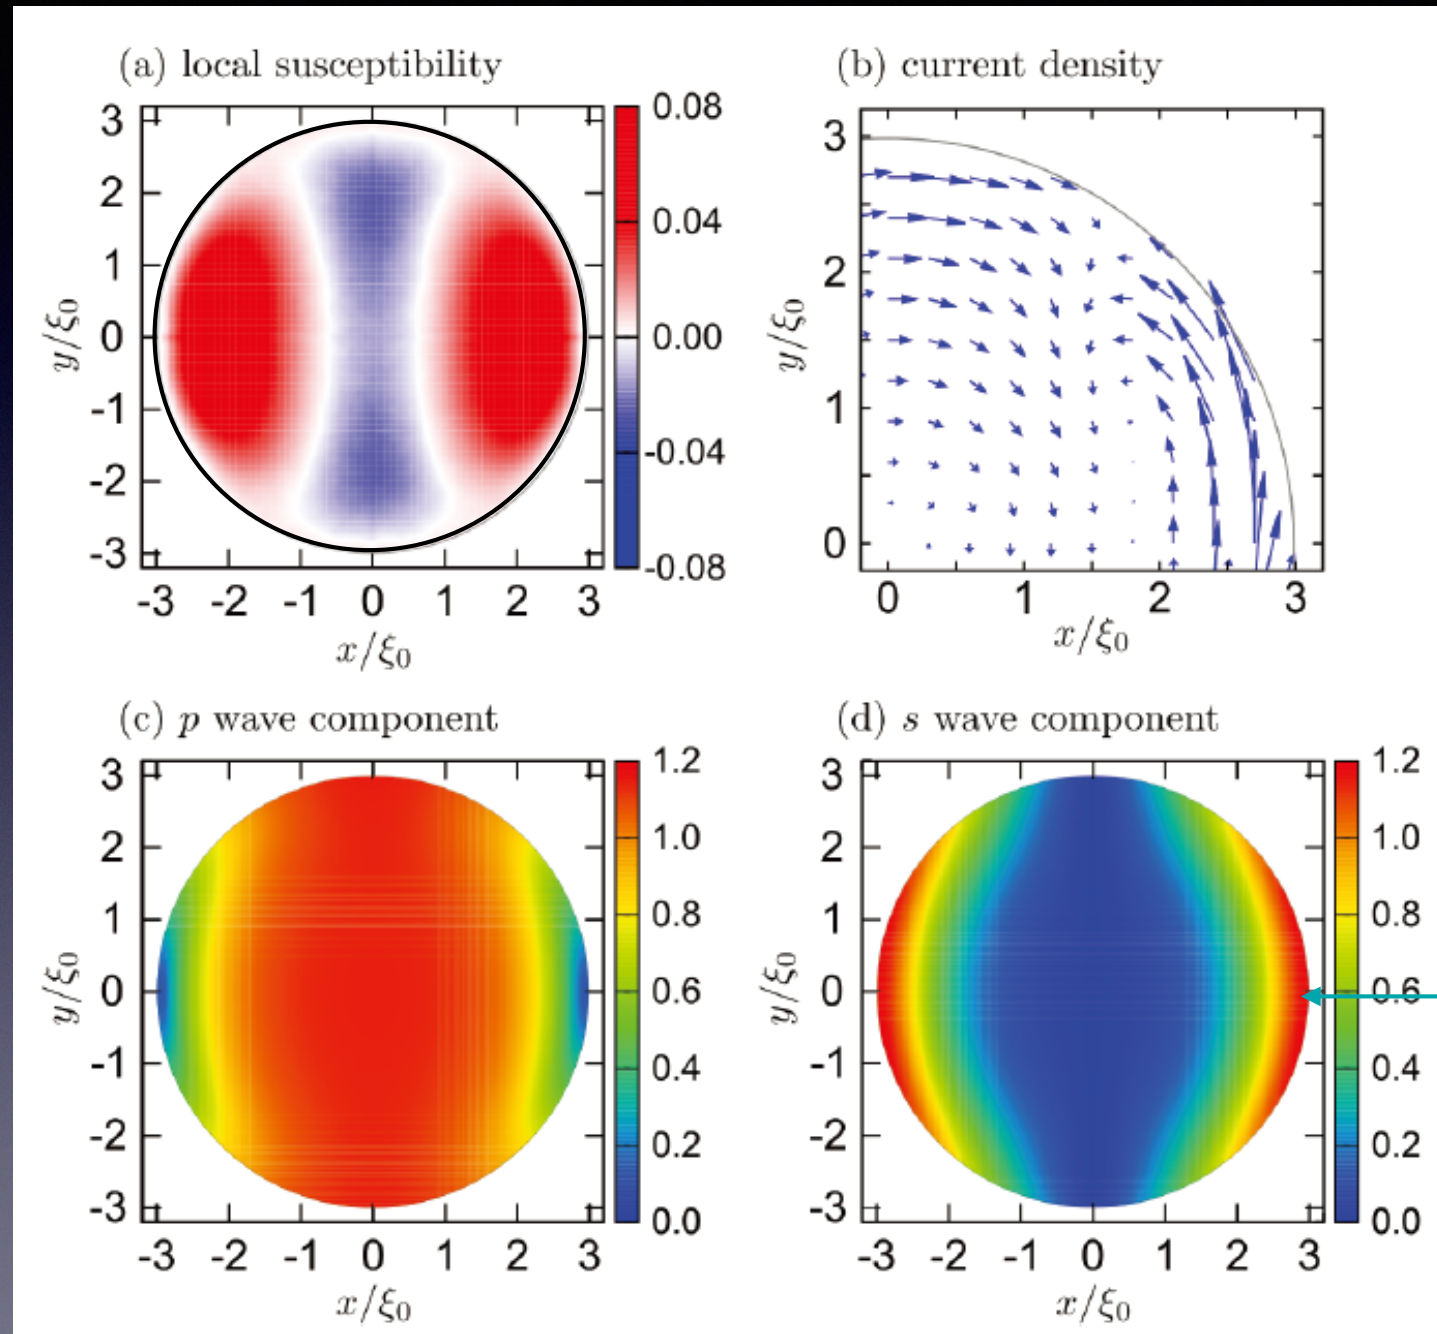 (a) local susceptibility
3
2
1
0
-1
-2
-3
y/ξ₀
-3 -2 -1 0 1 2 3
x/ξ₀
0.08
0.04
0.00
-0.04
-0.08
(b) current density
3
2
1
0
y/ξ₀
0 1 2 3
x/ξ₀
(c) p wave component
3
2
1
0
-1
-2
-3
y/ξ₀
-3 -2 -1 0 1 2 3
x/ξ₀
1.2
1.0
0.8
0.6
0.4
0.2
0.0
(d) s wave component
3
2
1
0
-1
-2
-3
y/ξ₀
-3 -2 -1 0 1 2 3
x/ξ₀
1.2
1.0
0.8
0.6
0.4
0.2
0.0